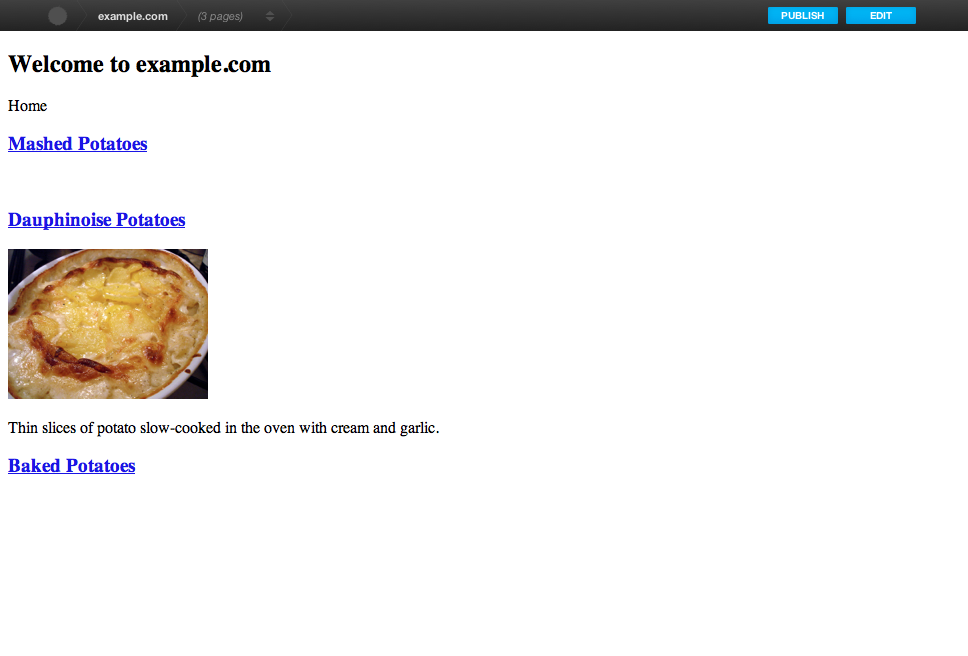 example.com (3 pages) PUBLISH EDIT
Welcome to example.com
Home
Mashed Potatoes
Dauphinoise Potatoes
Thin slices of potato slow-cooked in the oven with cream and garlic.
Baked Potatoes